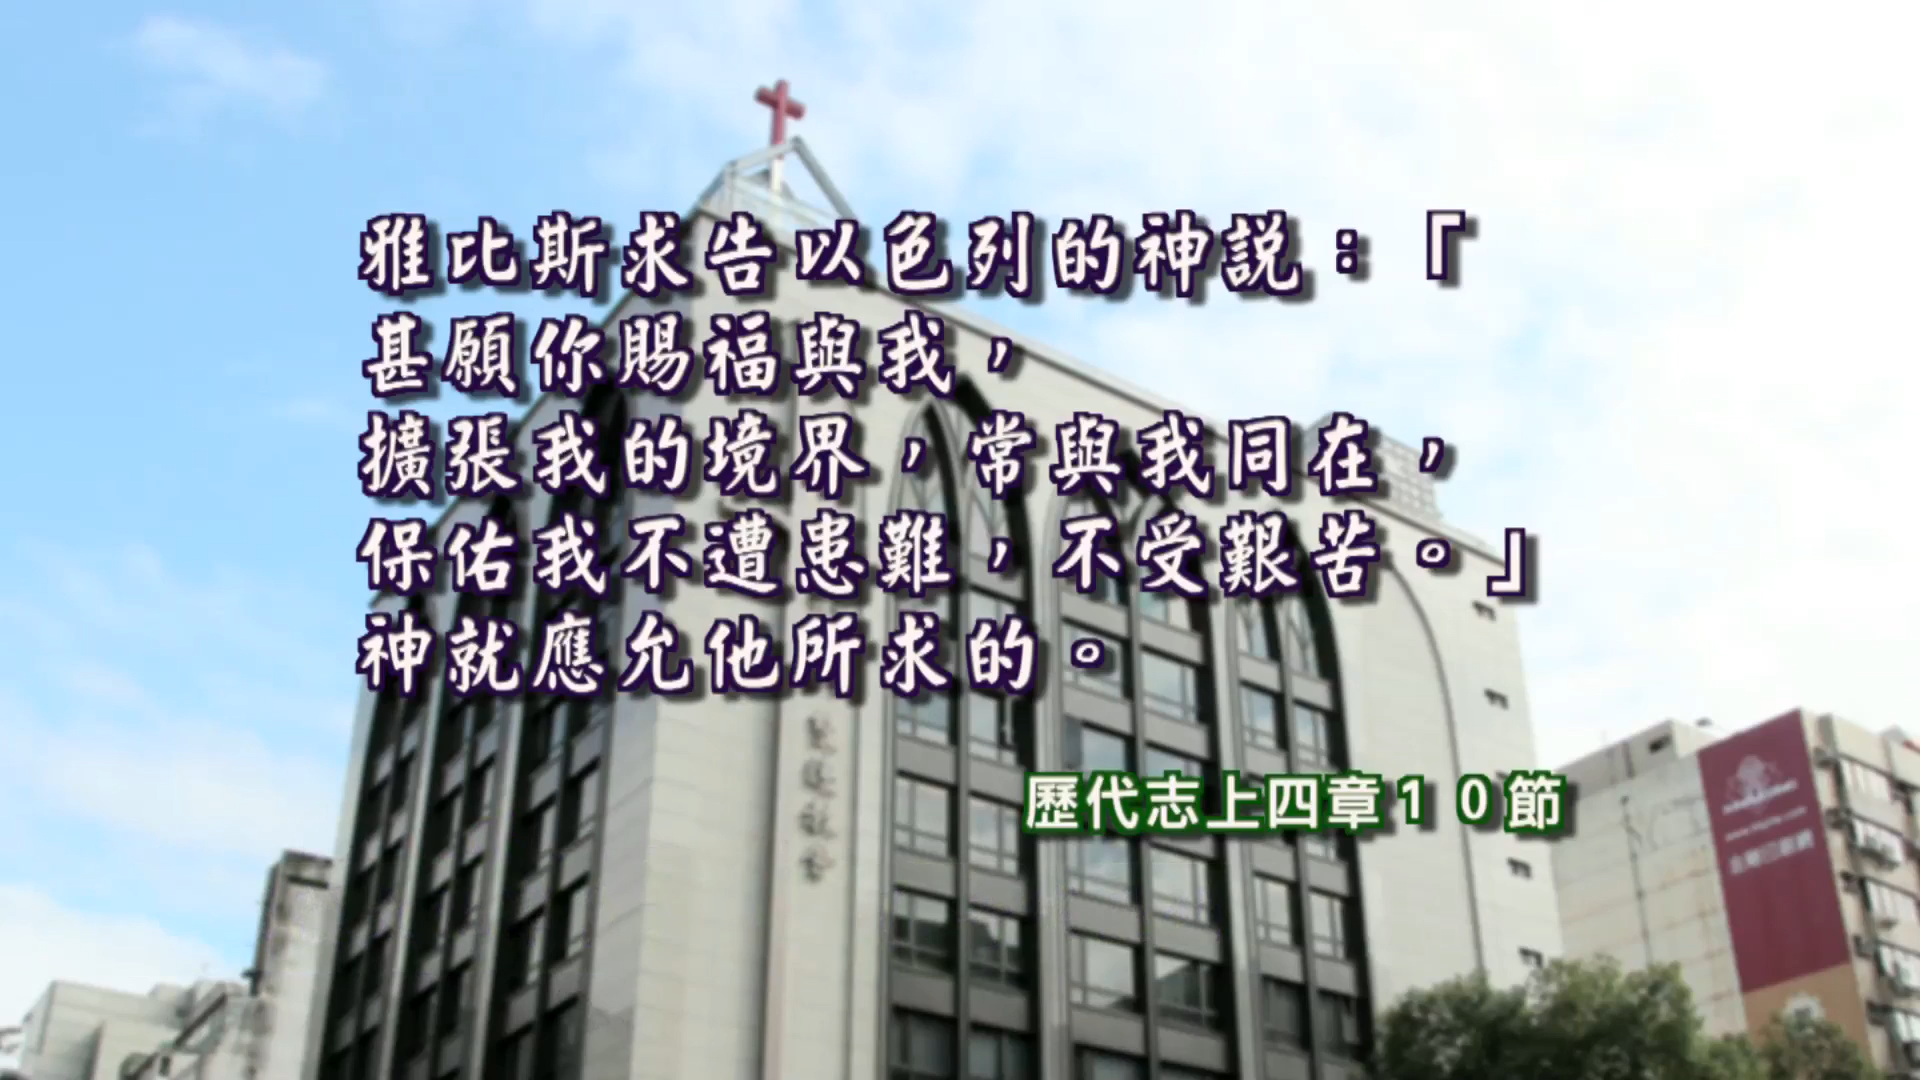 雅比斯求告以色列的神說：「
甚願你賜福與我，
擴張我的境界，常與我同在，
保佑我不遭患難，不受艱苦。」
神就應允他所求的。
歷代志上四章10節